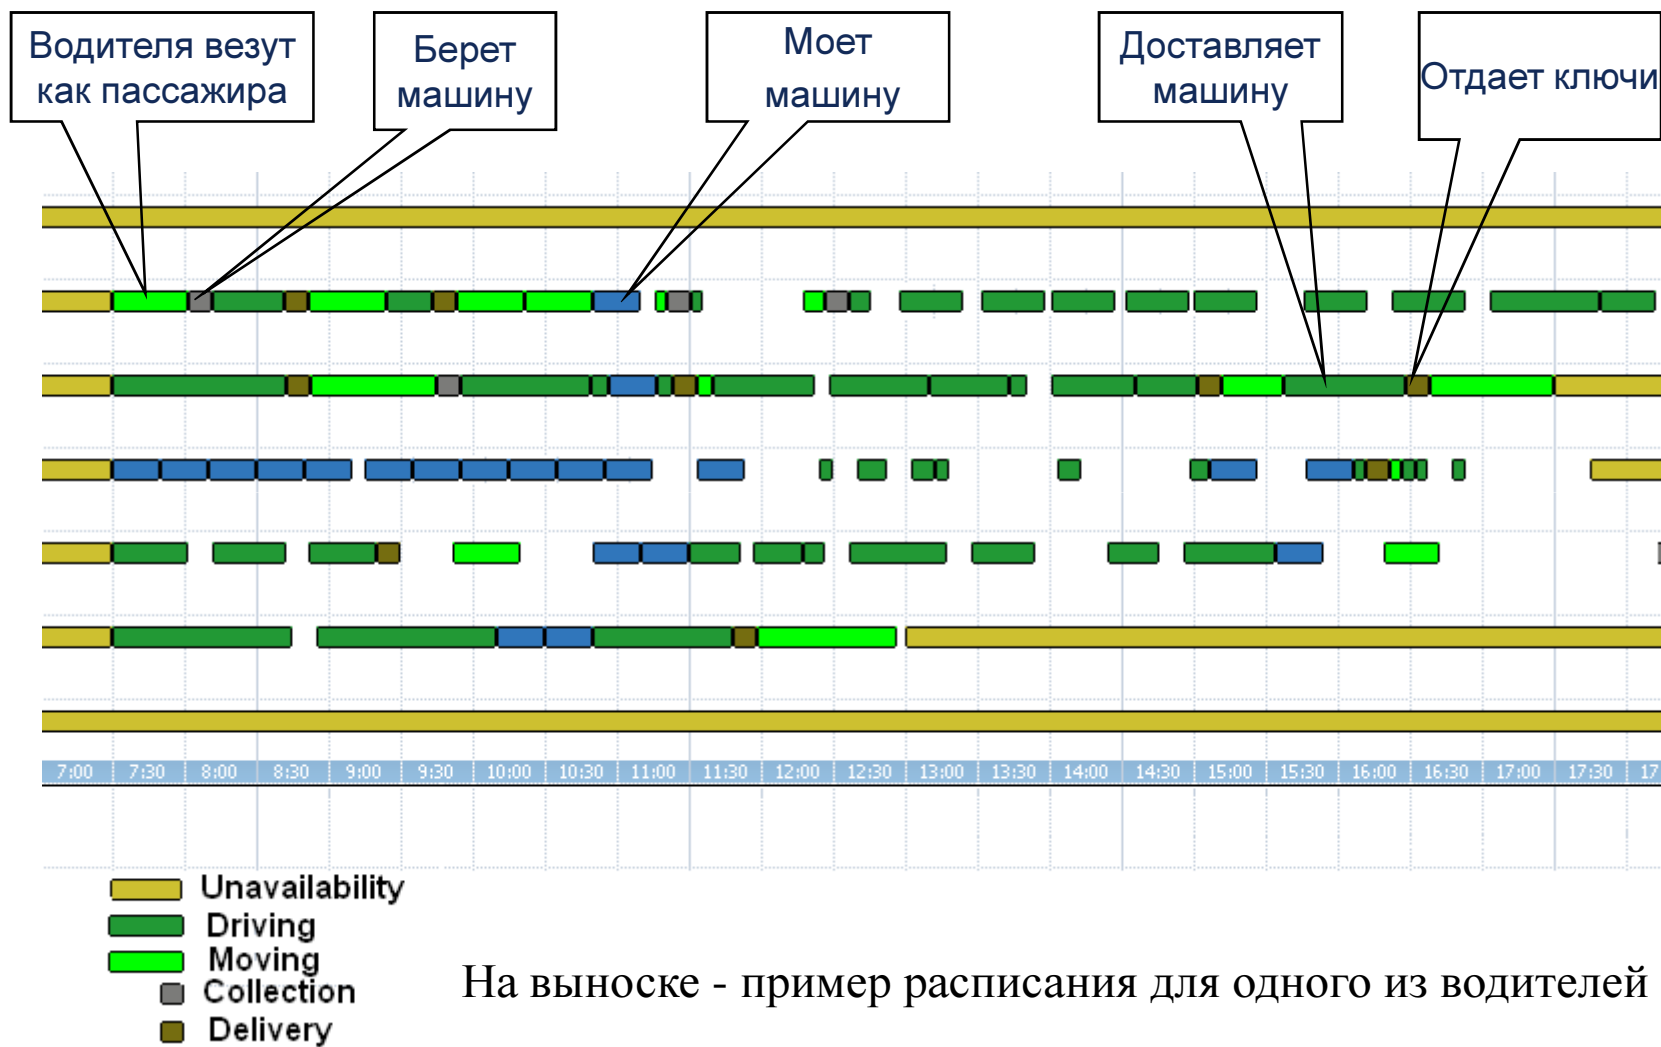 Водителя везут
как пассажира
Берет
машину
Моет
машину
Доставляет
машину
Отдает ключи
7:00 7:30 8:00 8:30 9:00 9:30 10:00 10:30 11:00 11:30 12:00 12:30 13:00 13:30 14:00 14:30 15:00 15:30 16:00 16:30 17:00 17:30 17
Unavailability
Driving
Moving
Collection
Delivery
На выноске - пример расписания для одного из водителей